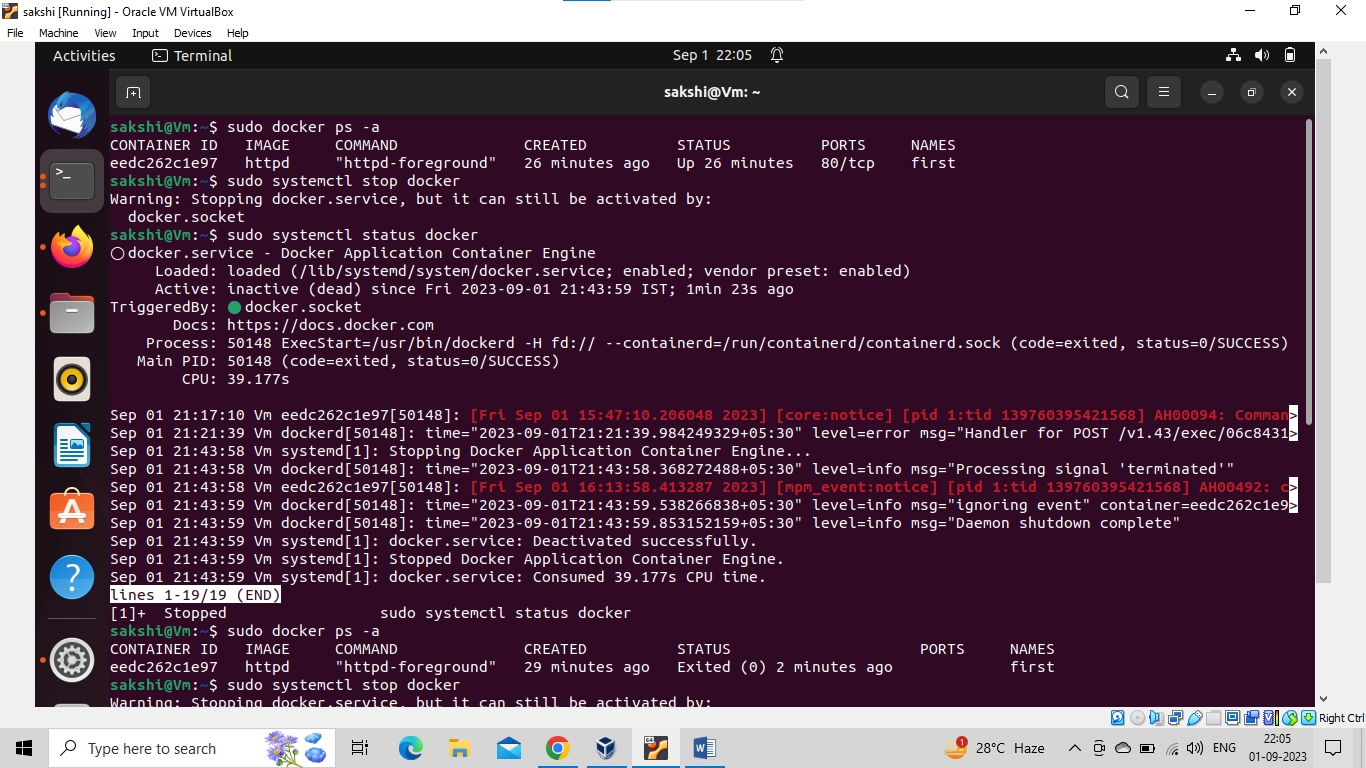 sakshi [Running] - Oracle VM VirtualBox
File Machine View Input Devices Help
Activities Terminal Sep 1 22:05
sakshi@Vm: ~
sakshi@Vm:~$ sudo docker ps -a
CONTAINER ID IMAGE COMMAND CREATED STATUS PORTS NAMES
eedc262c1e97 httpd "httpd-foreground" 26 minutes ago Up 26 minutes 80/tcp first
sakshi@Vm:~$ sudo systemctl stop docker
Warning: Stopping docker.service, but it can still be activated by:
docker.socket
sakshi@Vm:~$ sudo systemctl status docker
docker.service - Docker Application Container Engine
Loaded: loaded (/lib/systemd/system/docker.service; enabled; vendor preset: enabled)
Active: inactive (dead) since Fri 2023-09-01 21:43:59 IST; 1min 23s ago
TriggeredBy: docker.socket
Docs: https://docs.docker.com
Process: 50148 ExecStart=/usr/bin/dockerd -H fd:// --containerd=/run/containerd/containerd.sock (code=exited, status=0/SUCCESS)
Main PID: 50148 (code=exited, status=0/SUCCESS)
CPU: 39.177s
Sep 01 21:17:10 Vm eedc262c1e97[50148]: [Fri Sep 01 15:47:10.206048 2023] [core:notice] [pid 1:tid 139760395421568] AH00094: Comman>
Sep 01 21:21:39 Vm dockerd[50148]: time="2023-09-01T21:21:39.984249329+05:30" level=error msg="Handler for POST /v1.43/exec/06c8431>
Sep 01 21:43:58 Vm systemd[1]: Stopping Docker Application Container Engine...
Sep 01 21:43:58 Vm dockerd[50148]: time="2023-09-01T21:43:58.368272488+05:30" level=info msg="Processing signal 'terminated'"
Sep 01 21:43:58 Vm eedc262c1e97[50148]: [Fri Sep 01 16:13:58.413287 2023] [mpm_event:notice] [pid 1:tid 139760395421568] AH00492: c>
Sep 01 21:43:59 Vm dockerd[50148]: time="2023-09-01T21:43:59.538266838+05:30" level=info msg="ignoring event" container=eedc262c1e9>
Sep 01 21:43:59 Vm dockerd[50148]: time="2023-09-01T21:43:59.853152159+05:30" level=info msg="Daemon shutdown complete"
Sep 01 21:43:59 Vm systemd[1]: docker.service: Deactivated successfully.
Sep 01 21:43:59 Vm systemd[1]: Stopped Docker Application Container Engine.
Sep 01 21:43:59 Vm systemd[1]: docker.service: Consumed 39.177s CPU time.
lines 1-19/19 (END)
[1]+ Stopped sudo systemctl status docker
sakshi@Vm:~$ sudo docker ps -a
CONTAINER ID IMAGE COMMAND CREATED STATUS PORTS NAMES
eedc262c1e97 httpd "httpd-foreground" 29 minutes ago Exited (0) 2 minutes ago first
sakshi@Vm:~$ sudo systemctl stop docker
Warning: Stopping docker.service, but it can still be activated by:
Right Ctrl
Type here to search
1
28°C Haze
ENG
22:05
01-09-2023